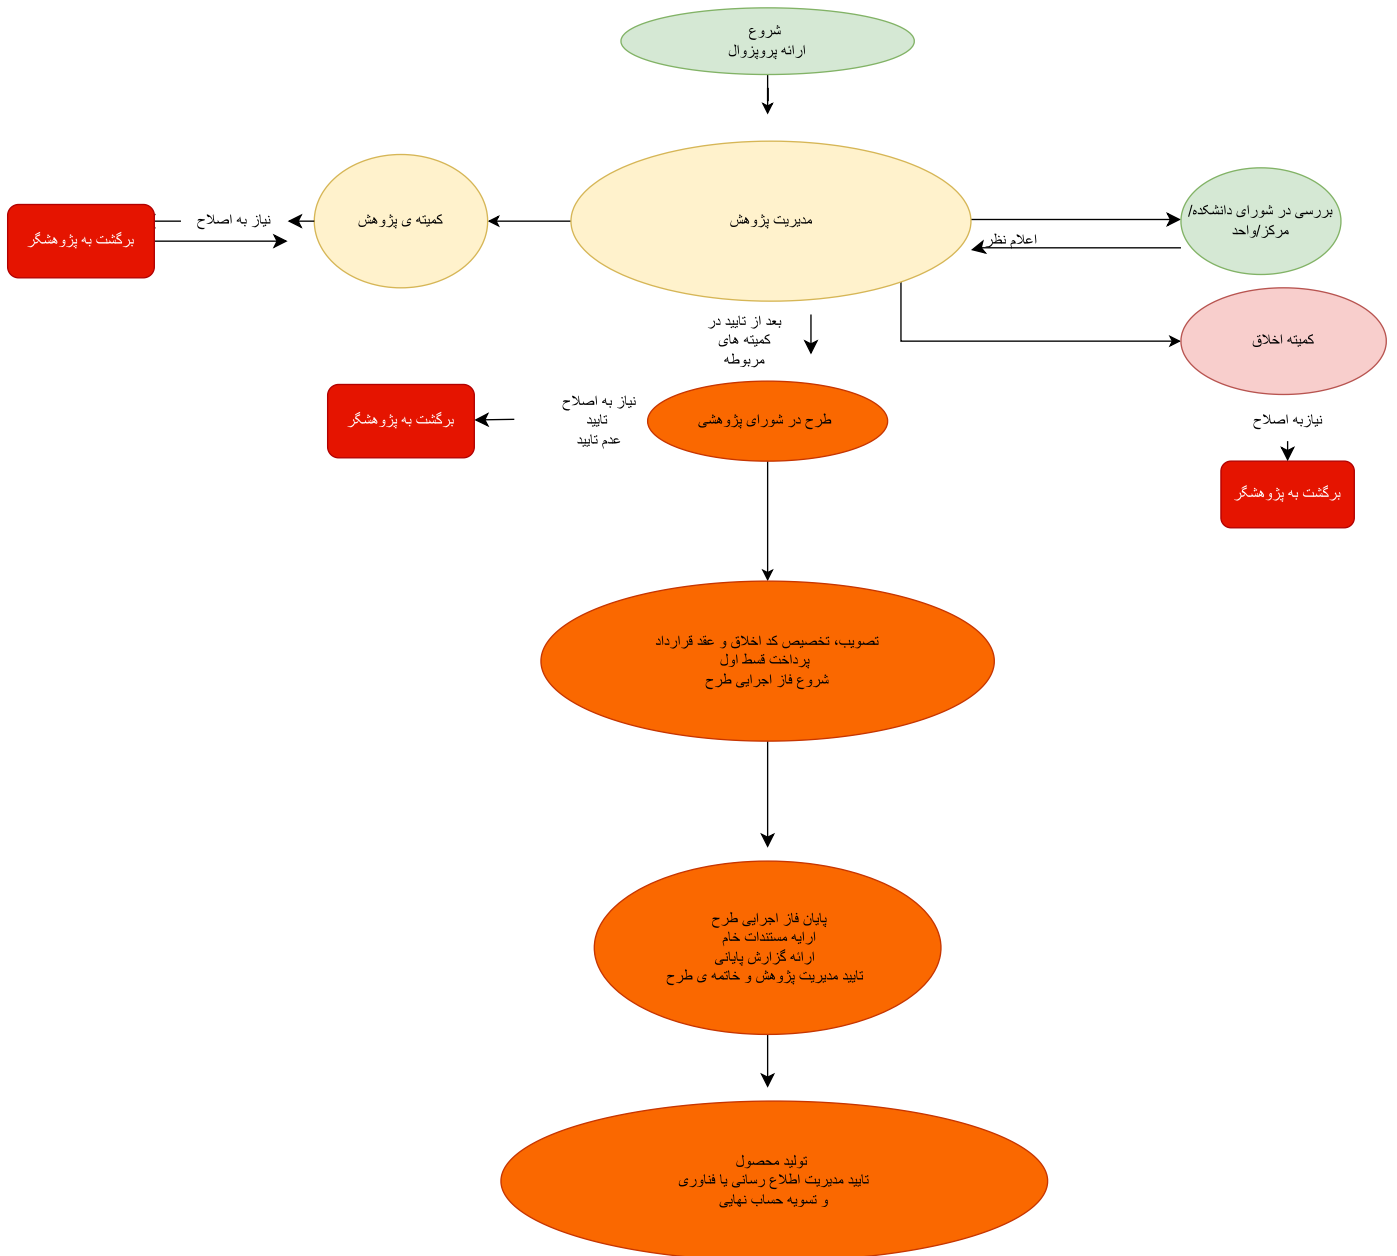 شروع
ارائه پروپزوال
بررسی در شورای دانشکده/
مرکز/واحد
اعلام نظر
مدیریت پژوهش
کمیته ی پژوهش
نیاز به اصلاح
برگشت به پژوهشگر
بعد از تایید در
کمیته های
مربوطه
کمیته اخلاق
نیازبه اصلاح
برگشت به پژوهشگر
طرح در شورای پژوهشی
نیاز به اصلاح
تایید
عدم تایید
برگشت به پژوهشگر
تصویب، تخصیص کد اخلاق و عقد قرارداد
پرداخت قسط اول
شروع فاز اجرایی طرح
پایان فاز اجرایی طرح
ارایه مستندات خام
ارائه گزارش پایانی
تایید مدیریت پژوهش و خاتمه ی طرح
تولید محصول
تایید مدیریت اطلاع رسانی یا فناوری
و تسویه حساب نهایی